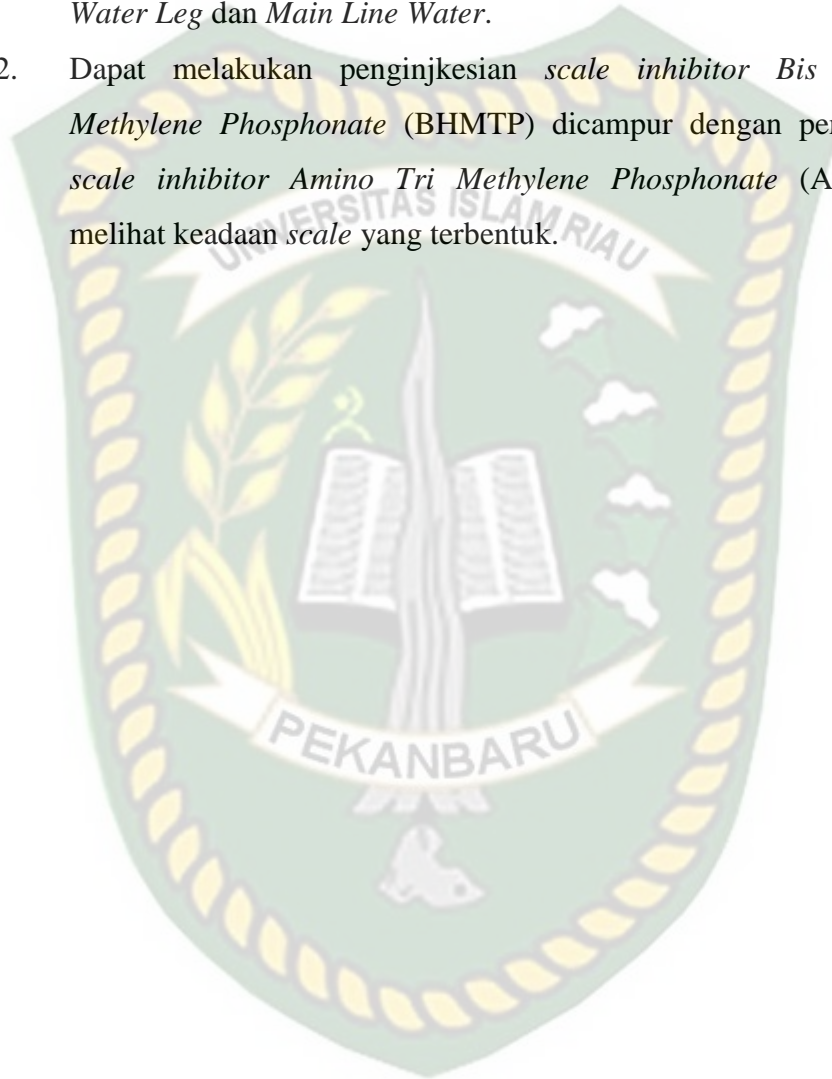 Water Leg dan Main Line Water.
2. Dapat melakukan penginjkesian scale inhibitor Bis
Methylene Phosphonate (BHMTP) dicampur dengan per
scale inhibitor Amino Tri Methylene Phosphonate (A
melihat keadaan scale yang terbentuk.
UNIVERSITAS ISLAM RIAU
PEKANBARU